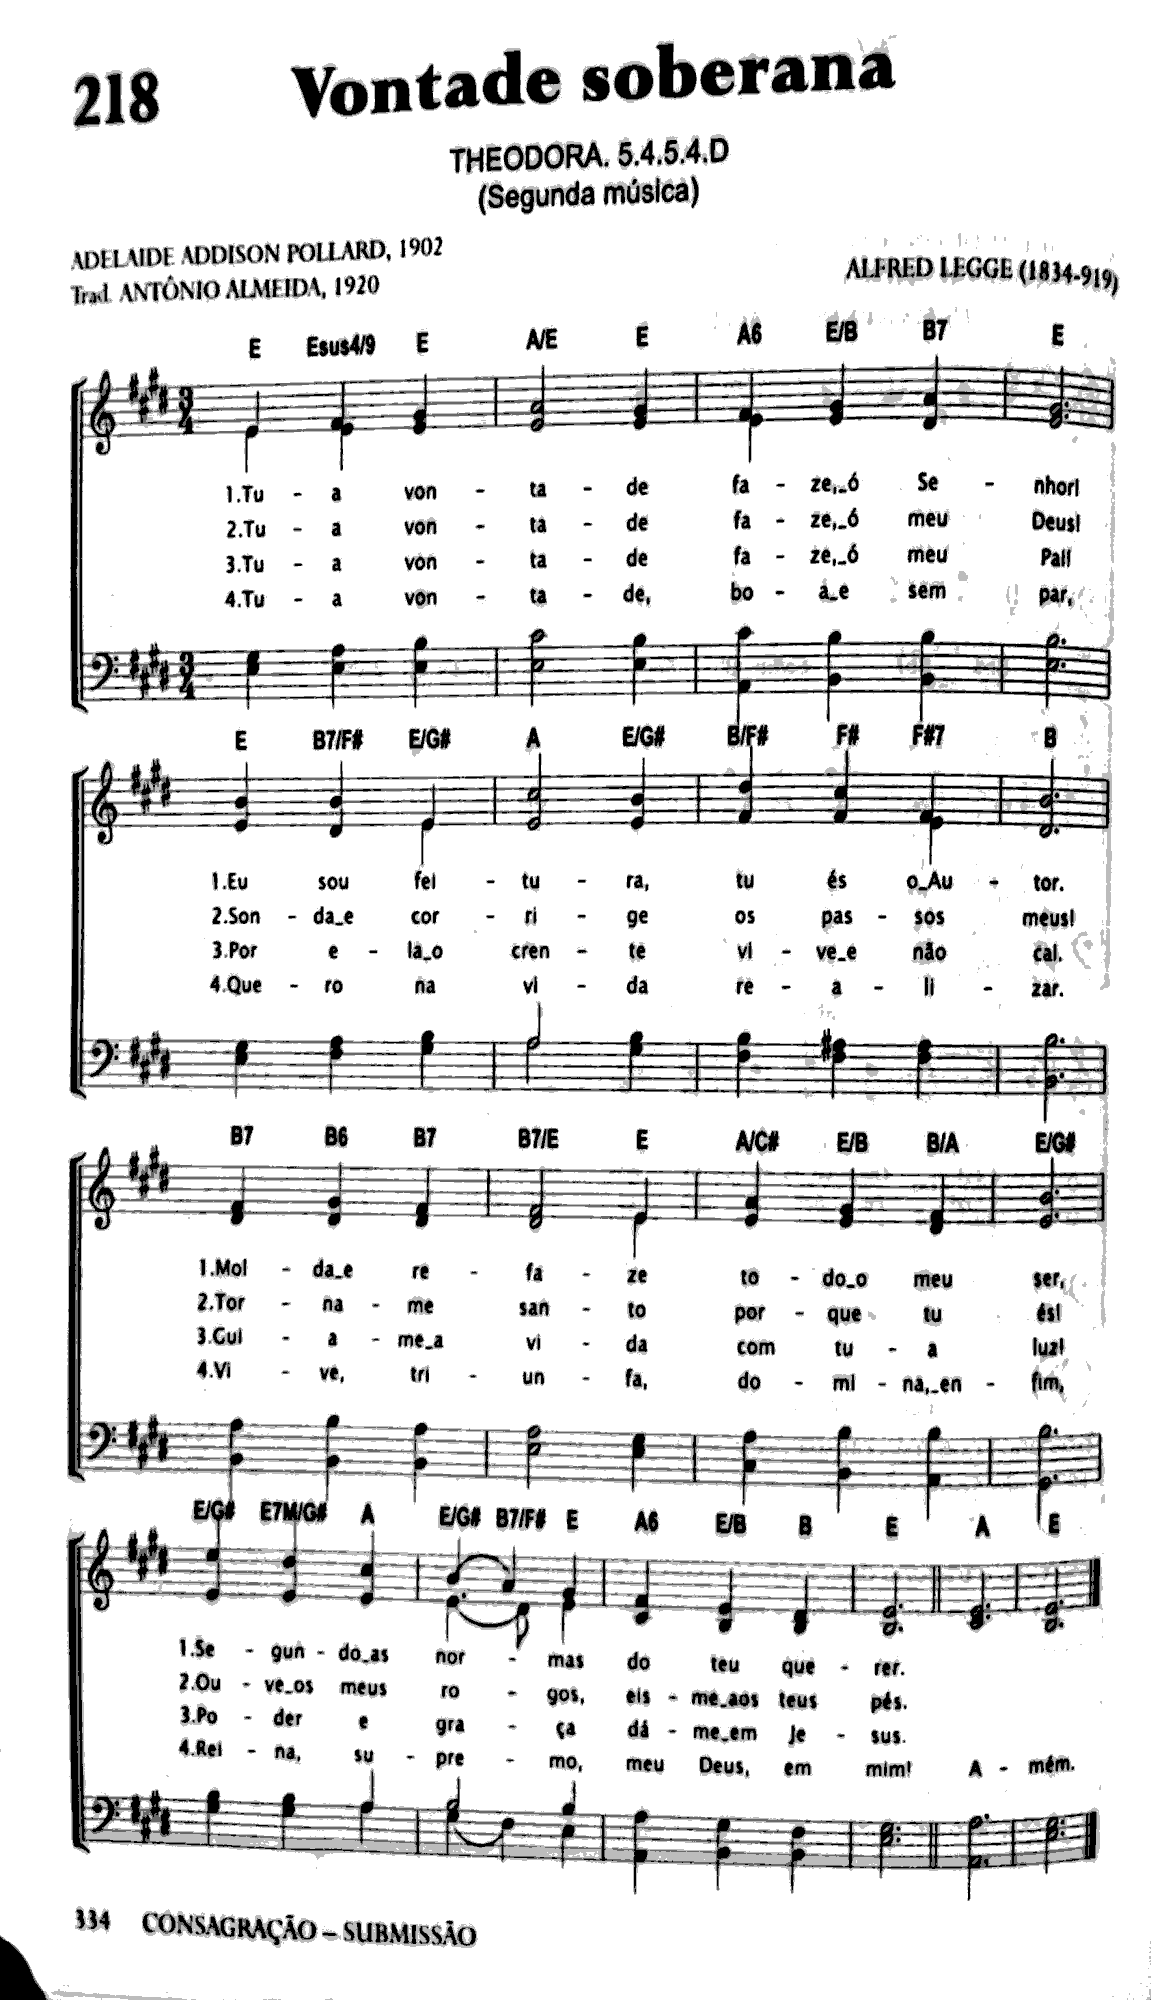 218 Vontade soberana
THEODORA. 5.4.5.4.D
(Segunda música)
ADELAIDE ADDISON POLLARD, 1902
Trad. ANTÔNIO ALMEIDA, 1920
ALFRED LEGGE (1834-919)
E Esus4/9 E A/E E A6 E/B B7 E
3/4
1.Tu - a von - ta - de fa - ze,_ó Se - nhor!
2.Tu - a von - ta - de fa - ze,_ó meu Deus!
3.Tu - a von - ta - de fa - ze,_ó meu Pai!
4.Tu - a von - ta - de, bo - a_e sem par,
3/4
E B7/F# E/G# A E/G# B/F# F# F#7 B
1.Eu sou fei - tu - ra, tu és o_Au - tor.
2.Son - da_e cor - ri - ge os pas - sos meus!
3.Por e - la_o cren - te vi - ve_e não cai.
4.Que - ro na vi - da re - a - li - zar.
B7 B6 B7 B7/E E A/C# E/B B/A E/G#
1.Mol - da_e re - fa - ze to - do_o meu ser,
2.Tor - na - me san - to por - que tu és!
3.Gui - a - me_a vi - da com tu - a luz!
4.Vi - ve, tri - un - fa, do - mi - na,_en - fim,
E/G# E7M/G# A E/G# B7/F# E A6 E/B B E A E
1.Se - gun - do_as nor - mas do teu que - rer.
2.Ou - ve_os meus ro - gos, eis - me_aos teus pés.
3.Po - der e gra - ça dá - me_em Je - sus.
4.Rei - na, su - pre - mo, meu Deus, em mim! A - mém.
334 CONSAGRAÇÃO – SUBMISSÃO